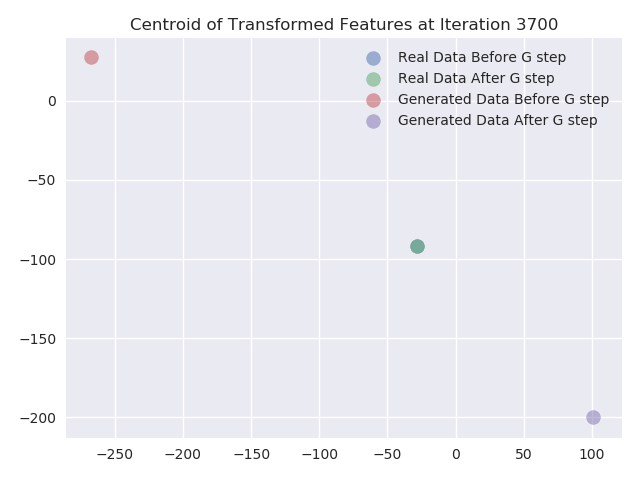 Centroid of Transformed Features at Iteration 3700
Real Data Before G step
Real Data After G step
Generated Data Before G step
Generated Data After G step
0
−50
−100
−150
−200
−250
−200
−150
−100
−50
0
50
100